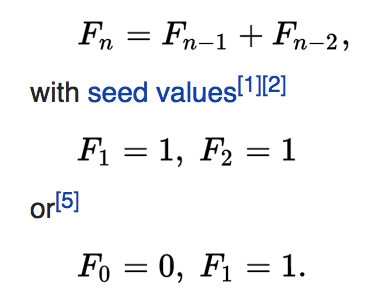 Fₙ = Fₙ₋₁ + Fₙ₋₂,
with seed values[1][2]
F₁ = 1, F₂ = 1
or[5]
F₀ = 0, F₁ = 1.